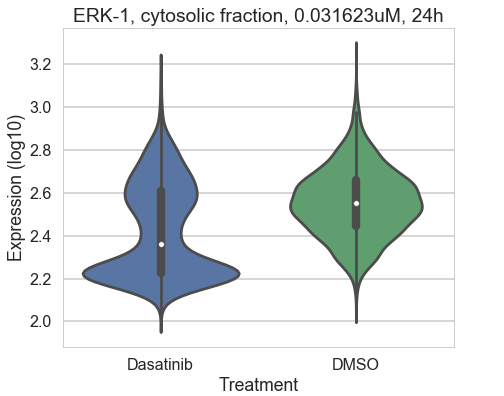 ERK-1, cytosolic fraction, 0.031623uM, 24h
Expression (log10)
3.2
3.0
2.8
2.6
2.4
2.2
2.0
Dasatinib DMSO
Treatment